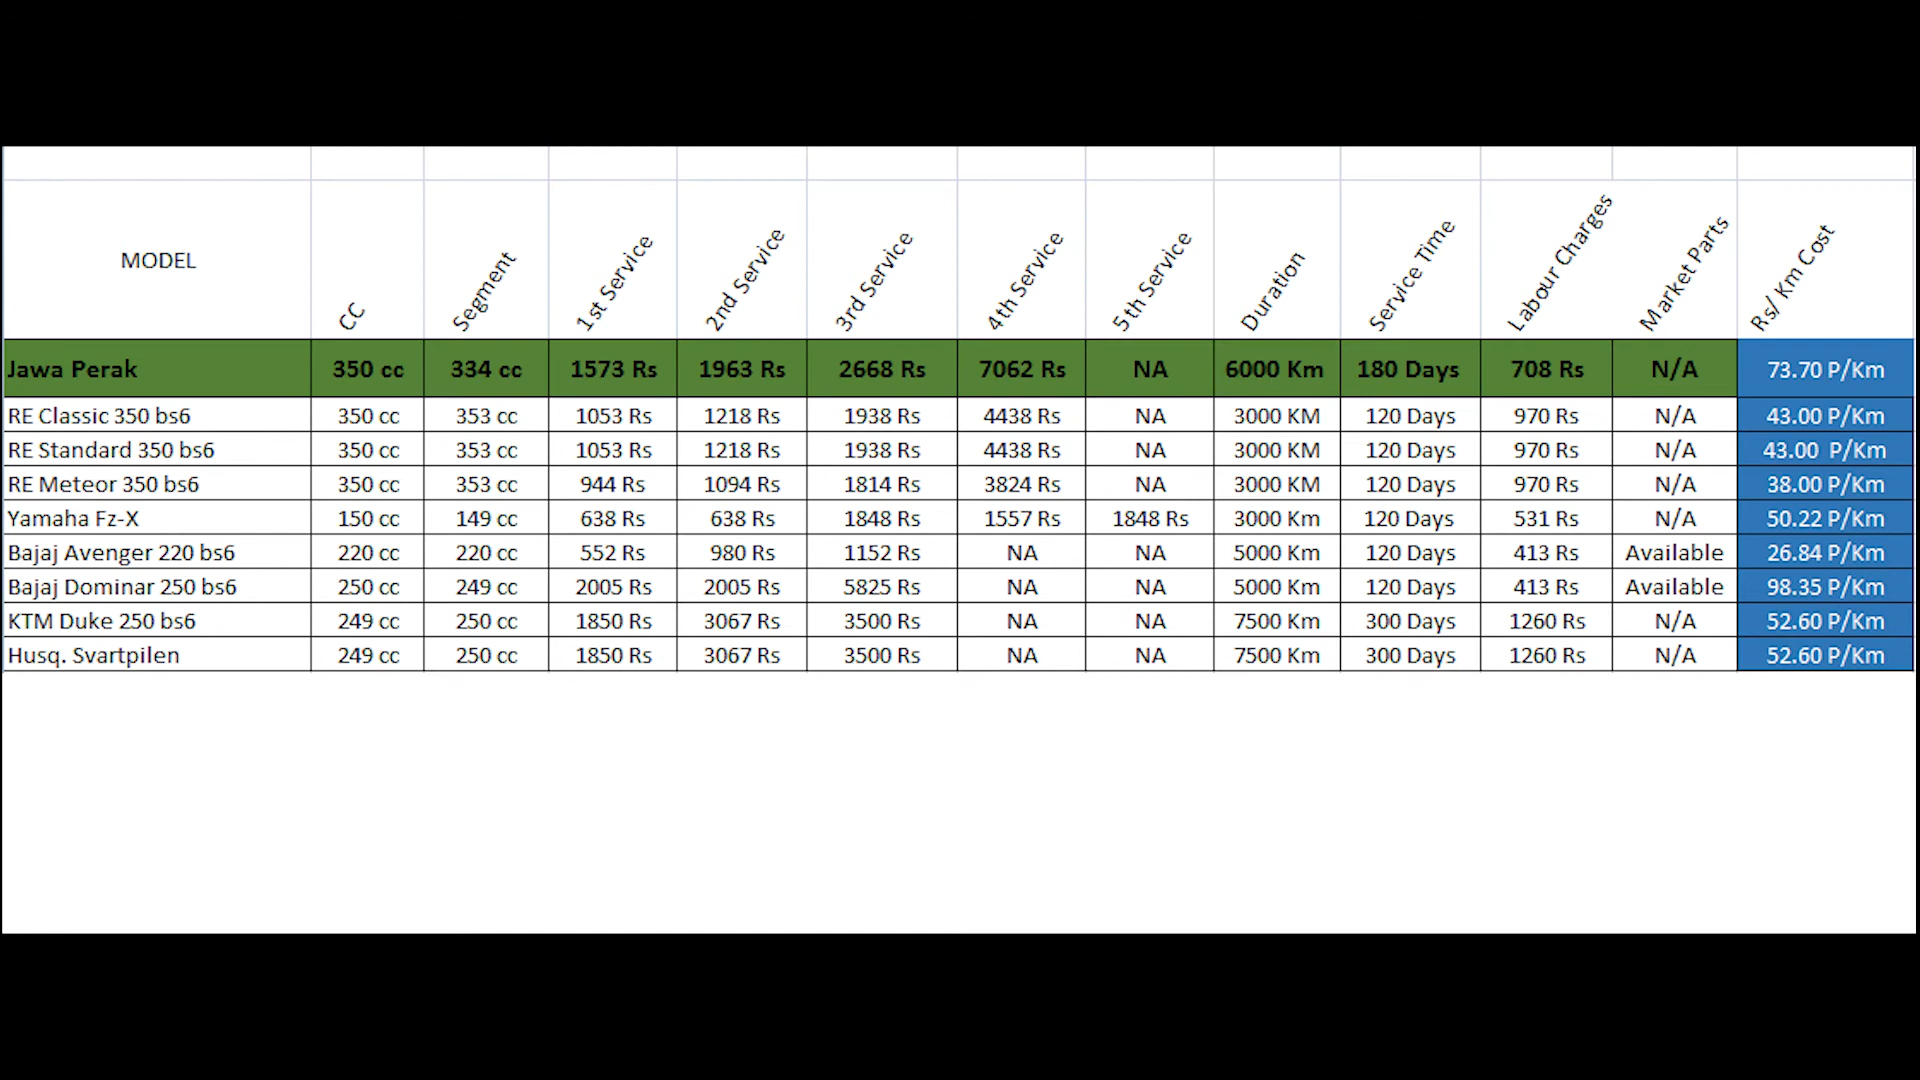 MODEL CC Segment 1st Service 2nd Service 3rd Service 4th Service 5th Service Duration Service Time Labour Charges Market Parts Rs/ Km Cost
Jawa Perak 350 cc 334 cc 1573 Rs 1963 Rs 2668 Rs 7062 Rs NA 6000 Km 180 Days 708 Rs N/A 73.70 P/Km
RE Classic 350 bs6 350 cc 353 cc 1053 Rs 1218 Rs 1938 Rs 4438 Rs NA 3000 KM 120 Days 970 Rs N/A 43.00 P/Km
RE Standard 350 bs6 350 cc 353 cc 1053 Rs 1218 Rs 1938 Rs 4438 Rs NA 3000 KM 120 Days 970 Rs N/A 43.00 P/Km
RE Meteor 350 bs6 350 cc 353 cc 944 Rs 1094 Rs 1814 Rs 3824 Rs NA 3000 KM 120 Days 970 Rs N/A 38.00 P/Km
Yamaha Fz-X 150 cc 149 cc 638 Rs 638 Rs 1848 Rs 1557 Rs 1848 Rs 3000 Km 120 Days 531 Rs N/A 50.22 P/Km
Bajaj Avenger 220 bs6 220 cc 220 cc 552 Rs 980 Rs 1152 Rs NA NA 5000 Km 120 Days 413 Rs Available 26.84 P/Km
Bajaj Dominar 250 bs6 250 cc 249 cc 2005 Rs 2005 Rs 5825 Rs NA NA 5000 Km 120 Days 413 Rs Available 98.35 P/Km
KTM Duke 250 bs6 249 cc 250 cc 1850 Rs 3067 Rs 3500 Rs NA NA 7500 Km 300 Days 1260 Rs N/A 52.60 P/Km
Husq. Svartpilen 249 cc 250 cc 1850 Rs 3067 Rs 3500 Rs NA NA 7500 Km 300 Days 1260 Rs N/A 52.60 P/Km